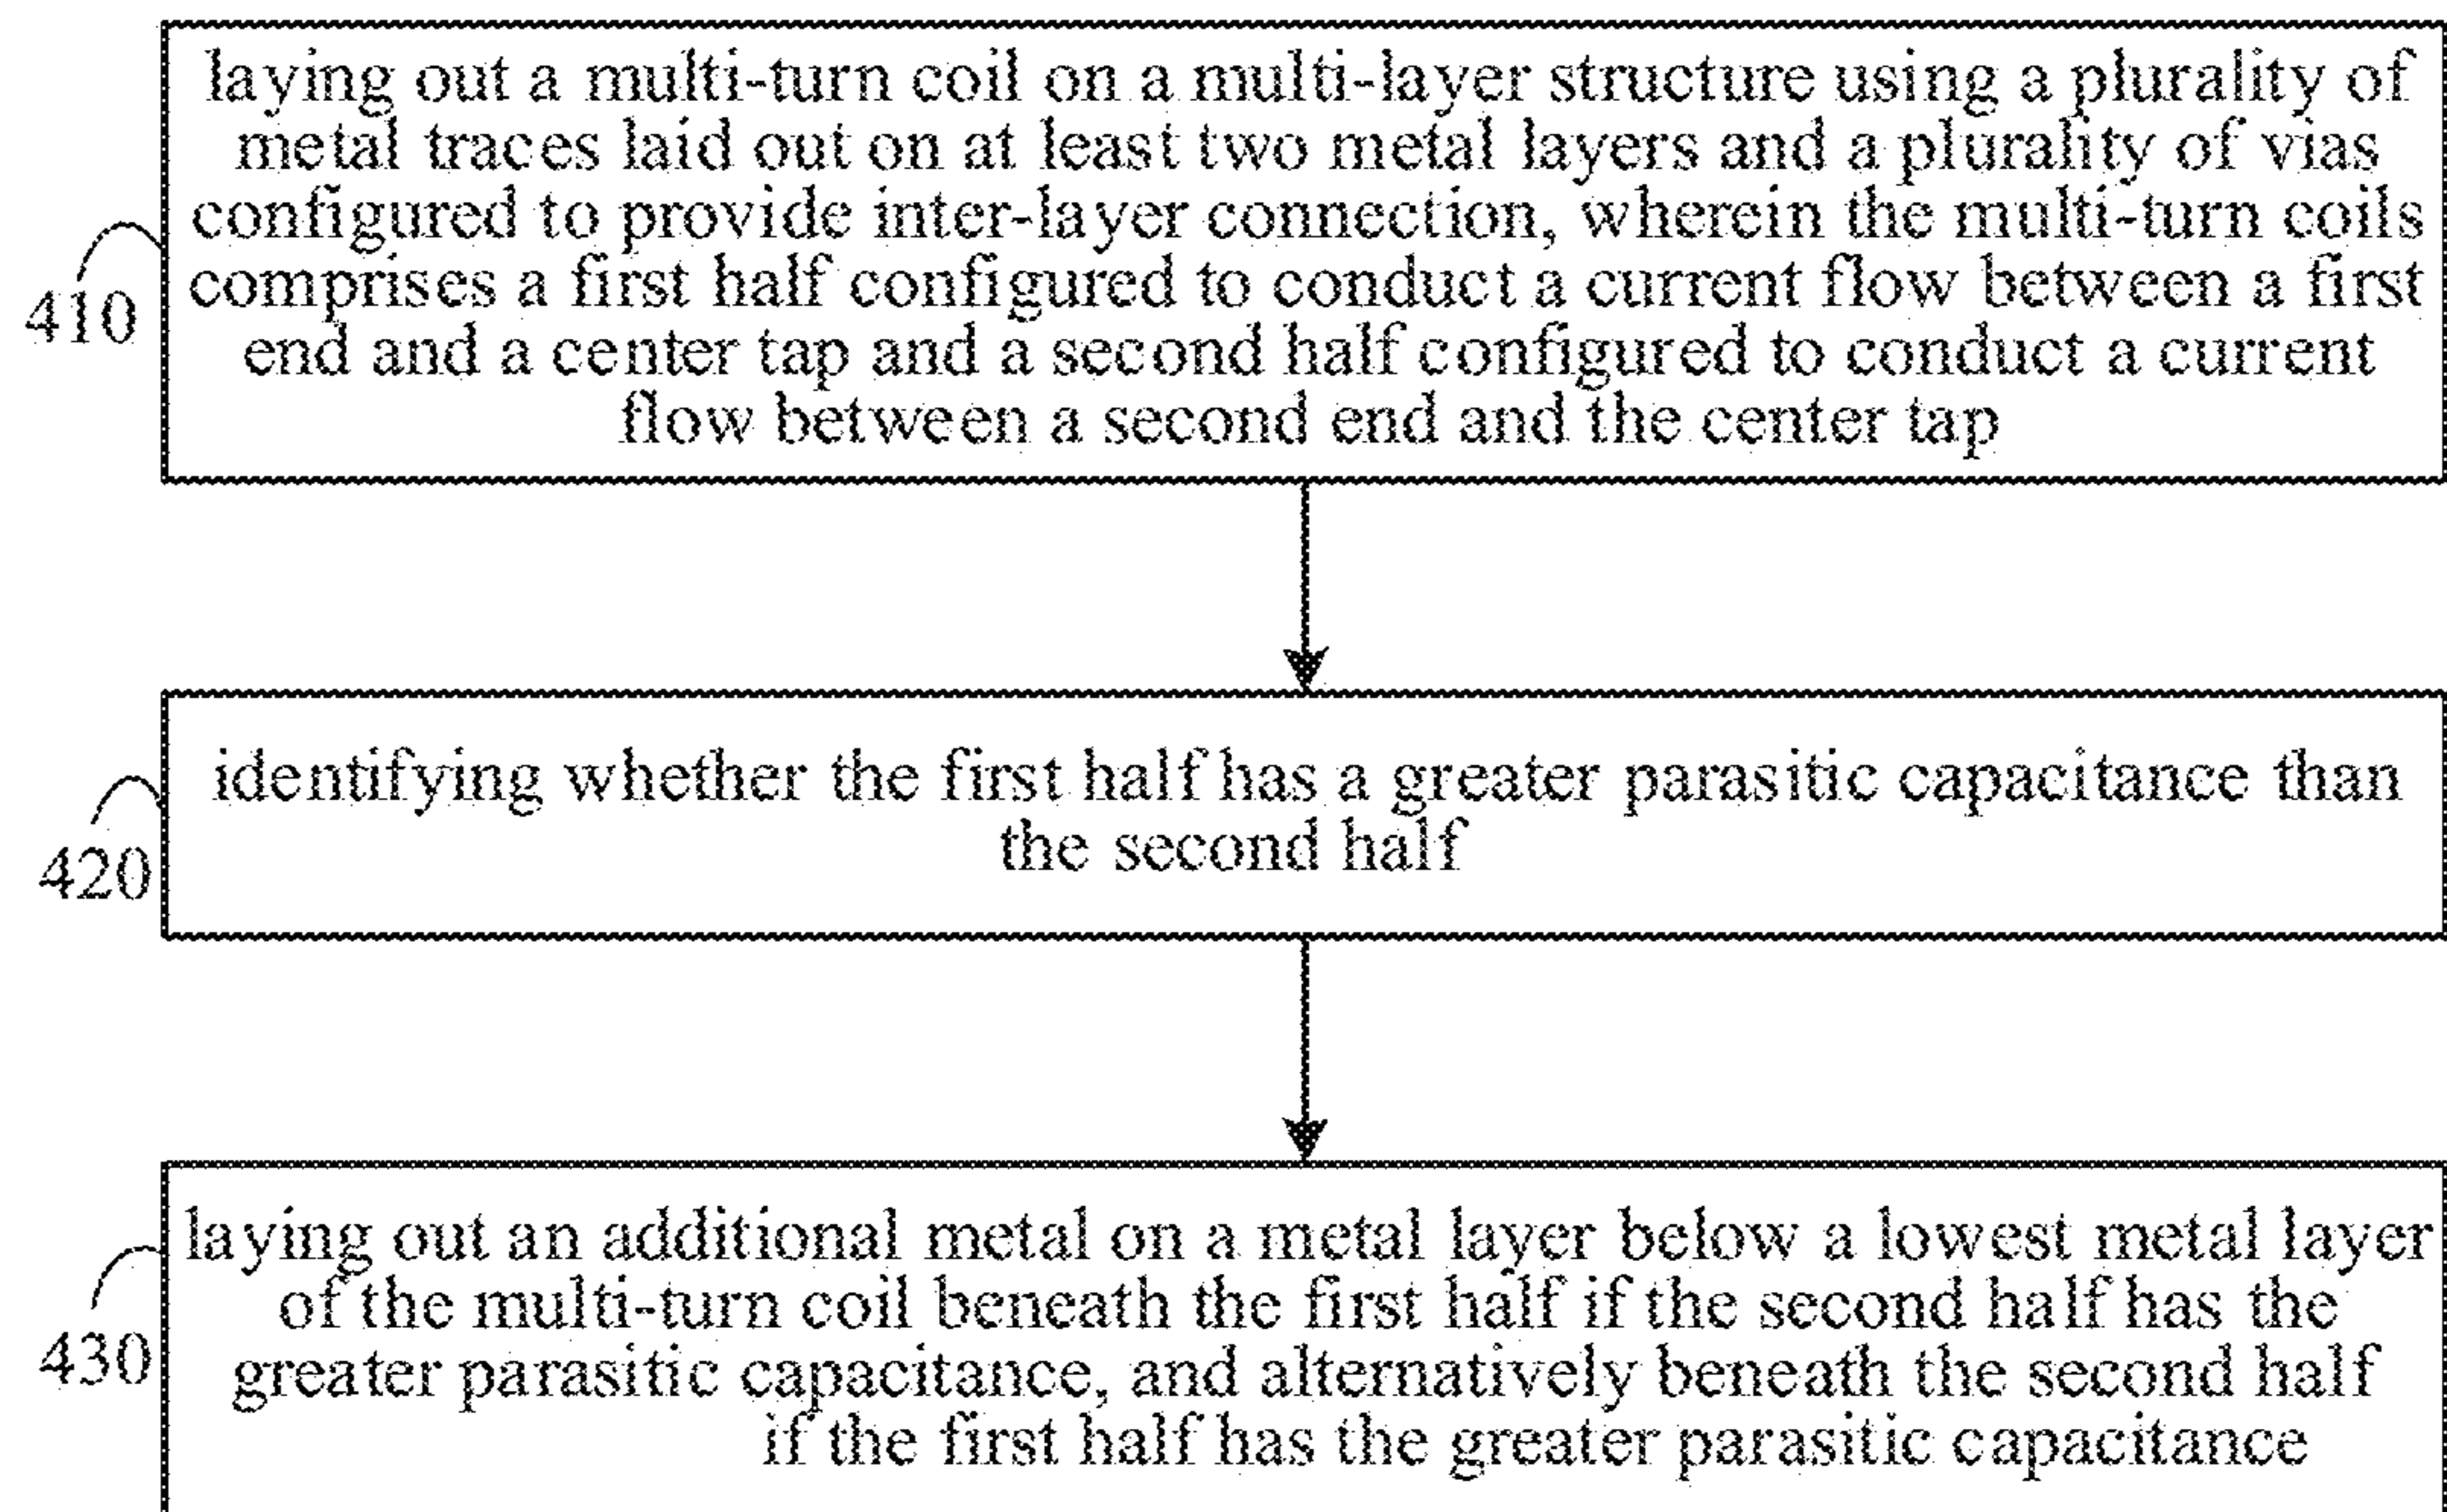 laying out a multi-turn coil on a multi-layer structure using a plurality of
metal traces laid out on at least two metal layers and a plurality of vias
configured to provide inter-layer connection, wherein the multi-turn coils
comprises a first half configured to conduct a current flow between a first
end and a center tap and a second half configured to conduct a current
flow between a second end and the center tap
410
identifying whether the first half has a greater parasitic capacitance than
the second half
420
laying out an additional metal on a metal layer below a lowest metal layer
of the multi-turn coil beneath the first half if the second half has the
greater parasitic capacitance, and alternatively beneath the second half
if the first half has the greater parasitic capacitance
430